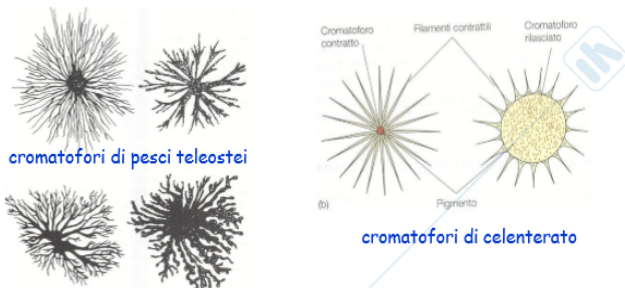 cromatofori di pesci teleostei
Cromatoforo
contratto
Filamenti contrattili
Cromatoforo
rilasciato
Pigmento
(b)
cromatofori di celenterato